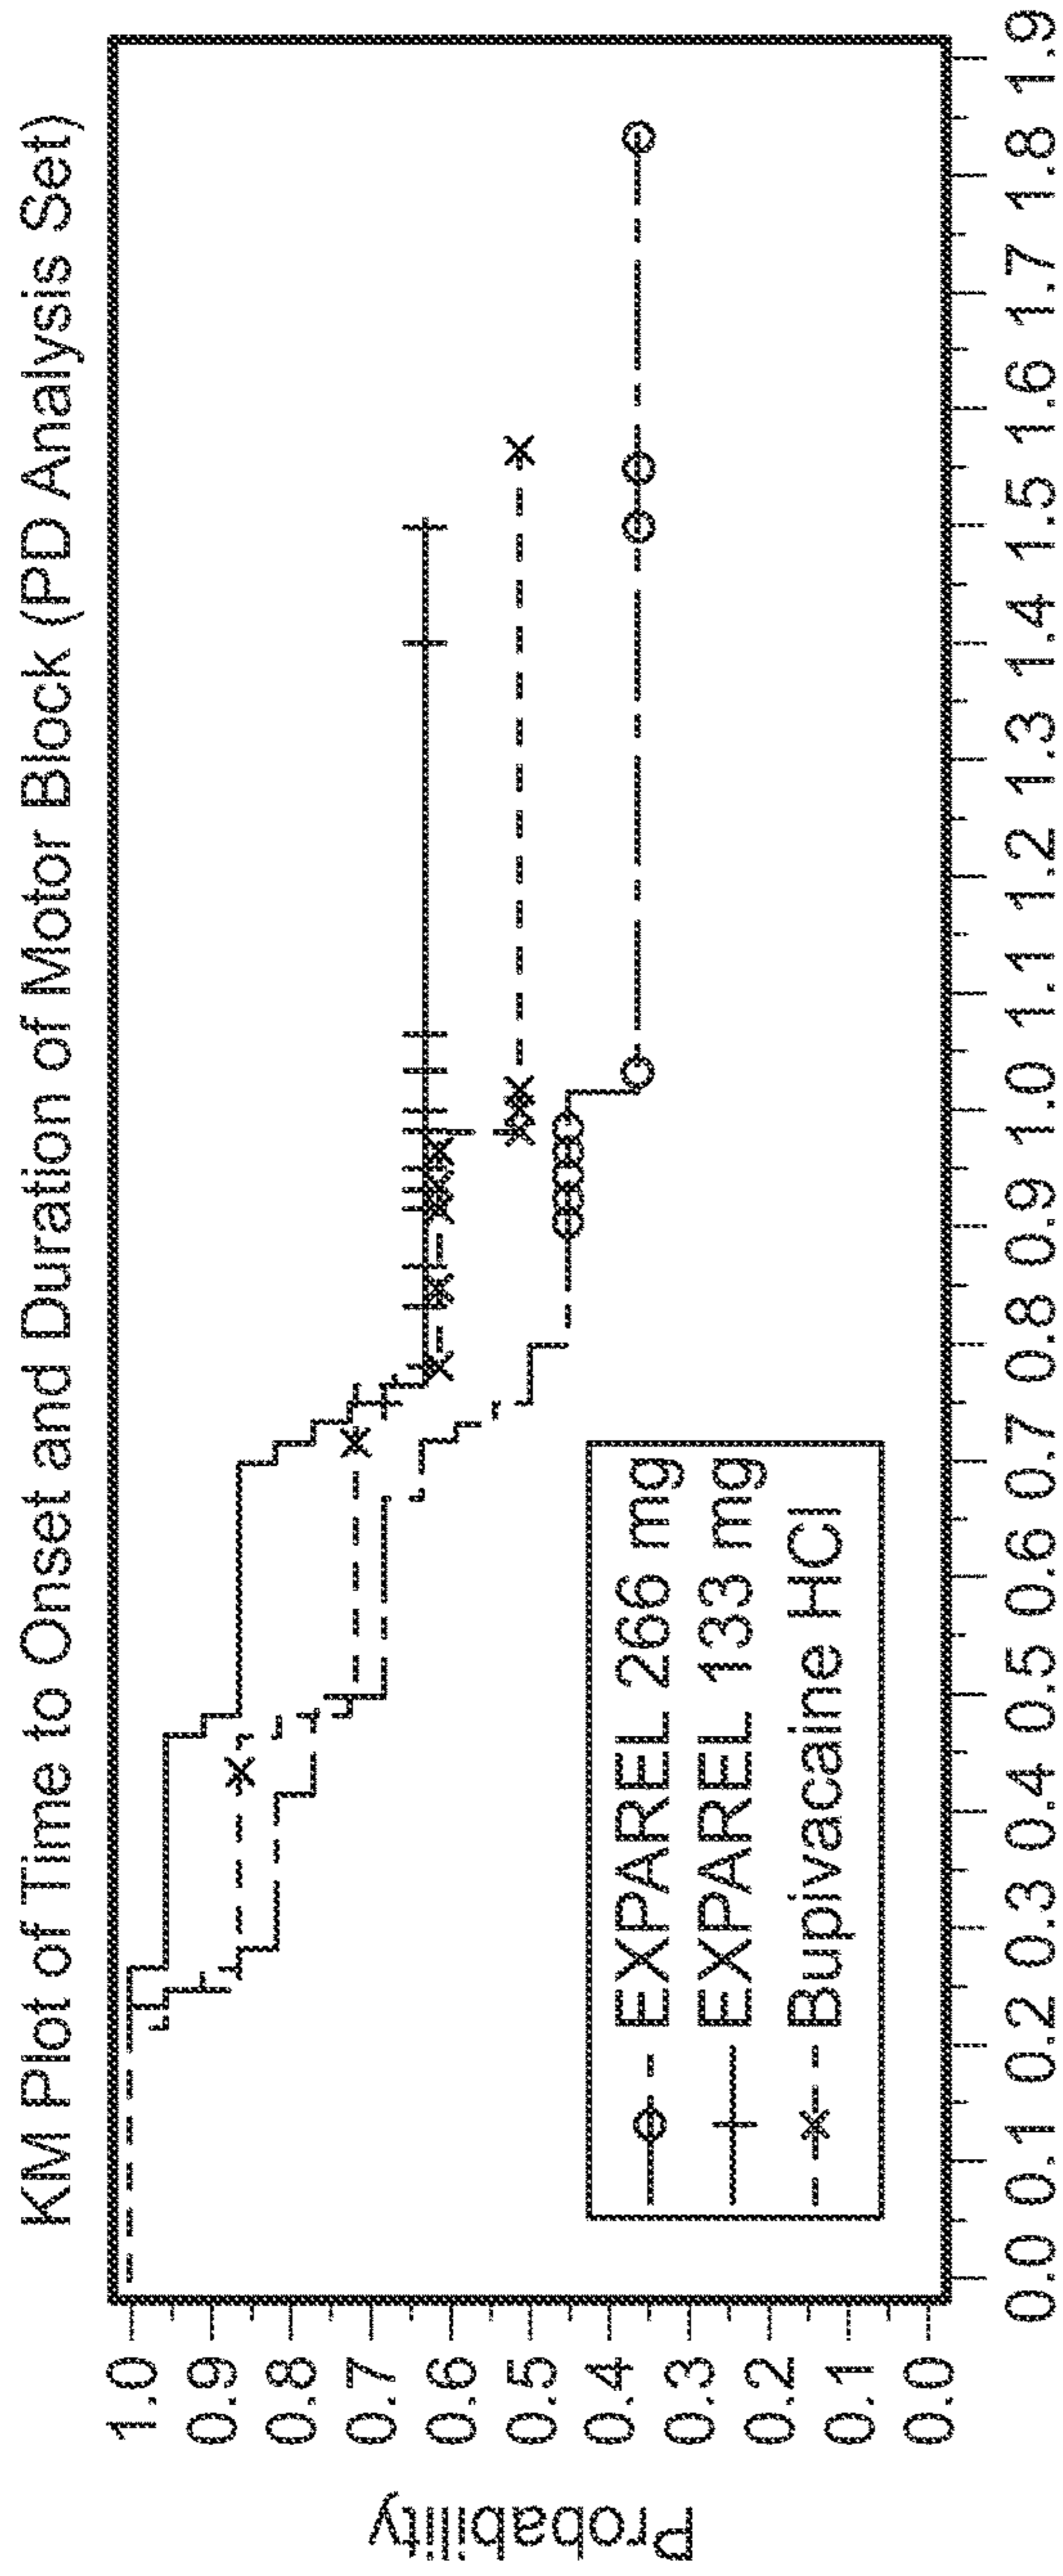 KM Plot of Time to Onset and Duration of Motor Block (PD Analysis Set)
Probability
1.0
0.9
0.8
0.7
0.6
0.5
0.4
0.3
0.2
0.1
0.0
EXPAREL 266 mg
EXPAREL 133 mg
Bupivacaine HCl
0.0 0.1 0.2 0.3 0.4 0.5 0.6 0.7 0.8 0.9 1.0 1.1 1.2 1.3 1.4 1.5 1.6 1.7 1.8 1.9